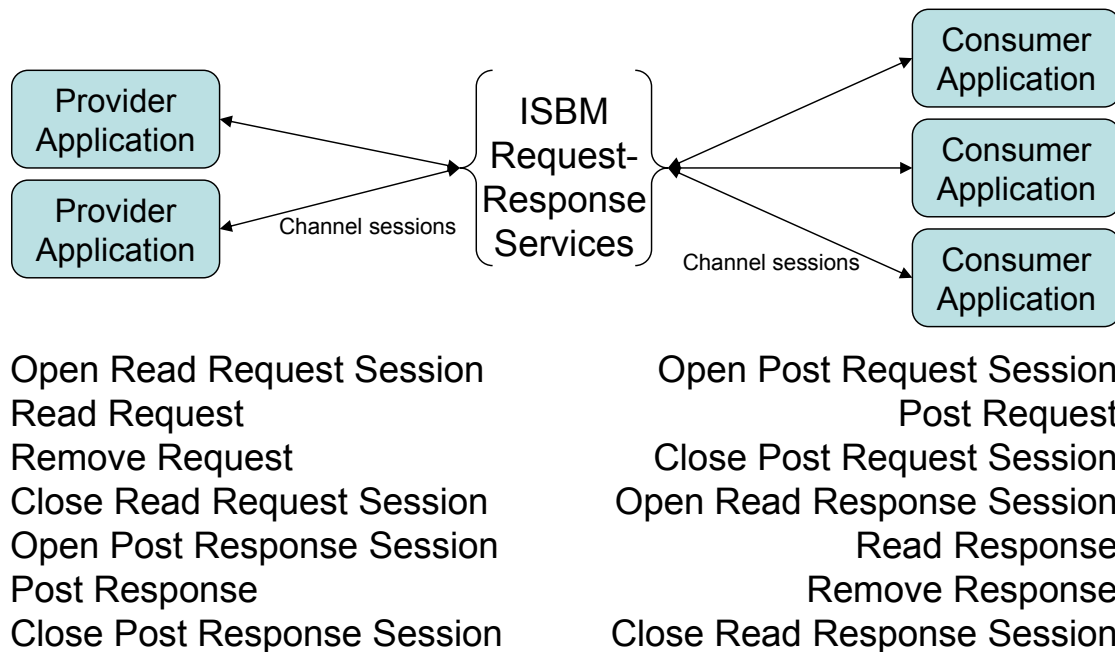 Provider
Application
Provider
Application
Channel sessions
ISBM
Request-
Response
Services
Channel sessions
Consumer
Application
Consumer
Application
Consumer
Application
Open Read Request Session
Read Request
Remove Request
Close Read Request Session
Open Post Response Session
Post Response
Close Post Response Session
Open Post Request Session
Post Request
Close Post Request Session
Open Read Response Session
Read Response
Remove Response
Close Read Response Session